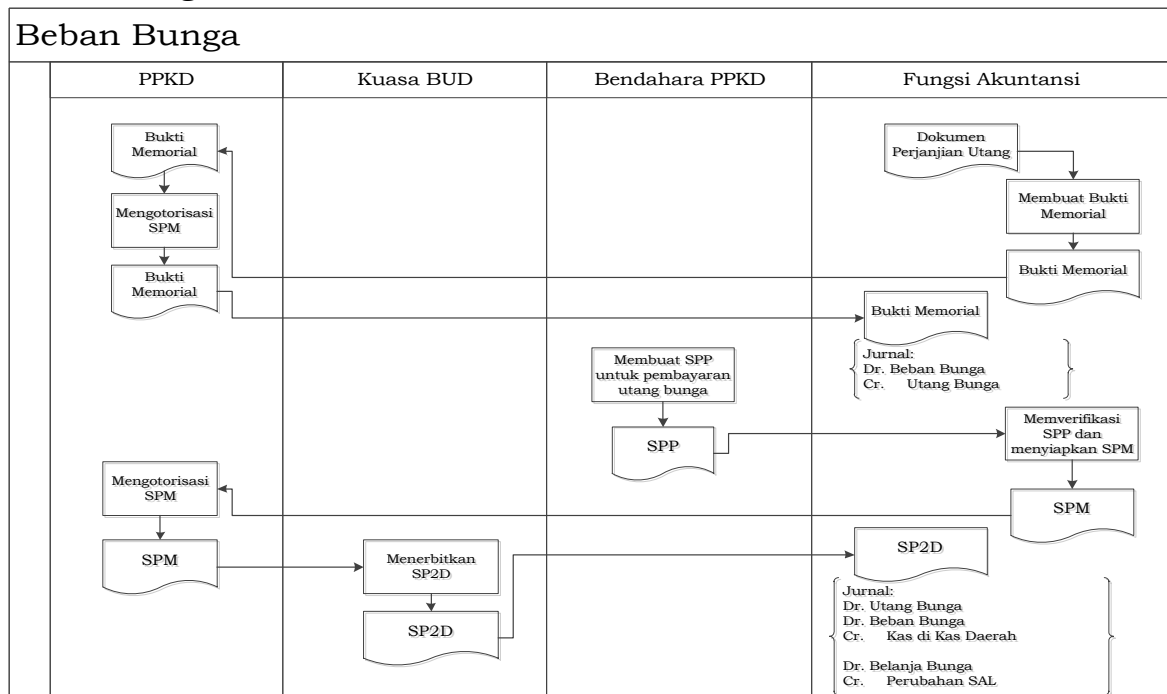 Beban Bunga
PPKD
Kuasa BUD
Bendahara PPKD
Fungsi Akuntansi
Bukti
Memorial
Dokumen
Perjanjian Utang
Mengotorisasi
SPM
Membuat Bukti
Memorial
Bukti
Memorial
Bukti Memorial
Bukti Memorial
Jurnal:
Dr. Beban Bunga
Cr. Utang Bunga
Membuat SPP
untuk pembayaran
utang bunga
SPP
Memverifikasi
SPP dan
menyiapkan SPM
Mengotorisasi
SPM
SPM
SPM
Menerbitkan
SP2D
SP2D
SP2D
Jurnal:
Dr. Utang Bunga
Dr. Beban Bunga
Cr. Kas di Kas Daerah
Dr. Belanja Bunga
Cr. Perubahan SAL